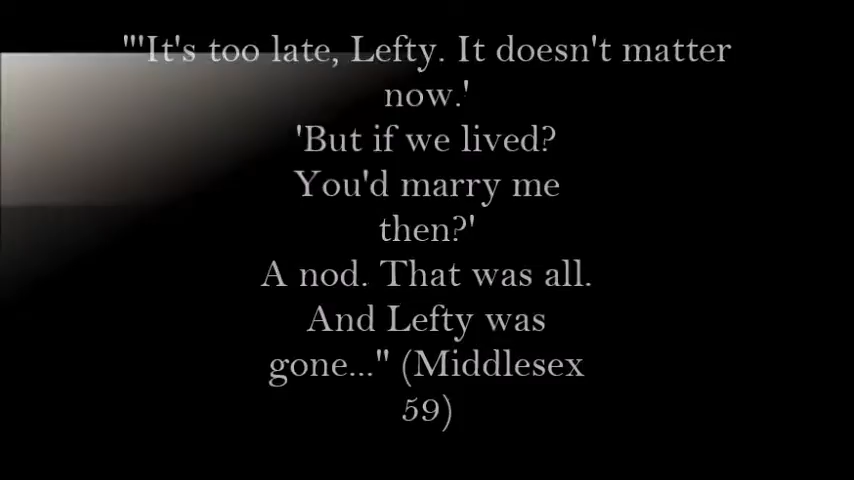 "'It's too late, Lefty. It doesn't matter
now.'
'But if we lived?
You'd marry me
then?'
A nod. That was all.
And Lefty was
gone..." (Middlesex
59)